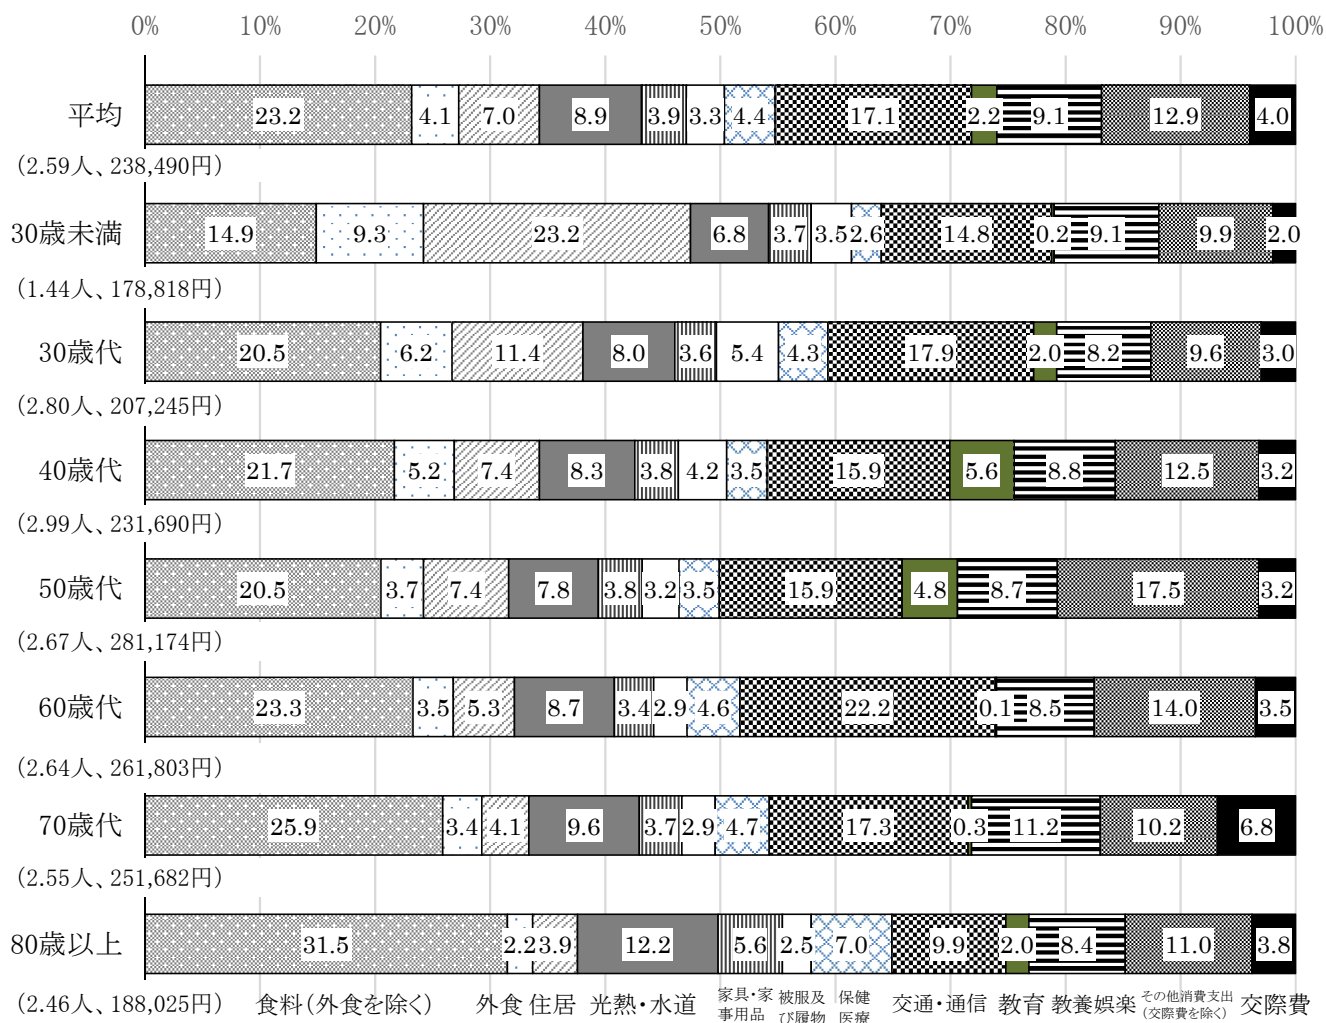 0% 10% 20% 30% 40% 50% 60% 70% 80% 90% 100%
平均 23.2 4.1 7.0 8.9 3.9 3.3 4.4 17.1 2.2 9.1 12.9 4.0
(2.59人、238,490円)
30歳未満 14.9 9.3 23.2 6.8 3.7 3.5 2.6 14.8 0.2 9.1 9.9 2.0
(1.44人、178,818円)
30歳代 20.5 6.2 11.4 8.0 3.6 5.4 4.3 17.9 2.0 8.2 9.6 3.0
(2.80人、207,245円)
40歳代 21.7 5.2 7.4 8.3 3.8 4.2 3.5 15.9 5.6 8.8 12.5 3.2
(2.99人、231,690円)
50歳代 20.5 3.7 7.4 7.8 3.8 3.2 3.5 15.9 4.8 8.7 17.5 3.2
(2.67人、281,174円)
60歳代 23.3 3.5 5.3 8.7 3.4 2.9 4.6 22.2 0.1 8.5 14.0 3.5
(2.64人、261,803円)
70歳代 25.9 3.4 4.1 9.6 3.7 2.9 4.7 17.3 0.3 11.2 10.2 6.8
(2.55人、251,682円)
80歳以上 31.5 2.2 3.9 12.2 5.6 2.5 7.0 9.9 2.0 8.4 11.0 3.8
(2.46人、188,025円)
食料(外食を除く)
外食
住居
光熱・水道
家具・家
事用品
被服及
び履物
保健
医療
交通・通信
教育
教養娯楽
その他消費支出
(交際費を除く)
交際費